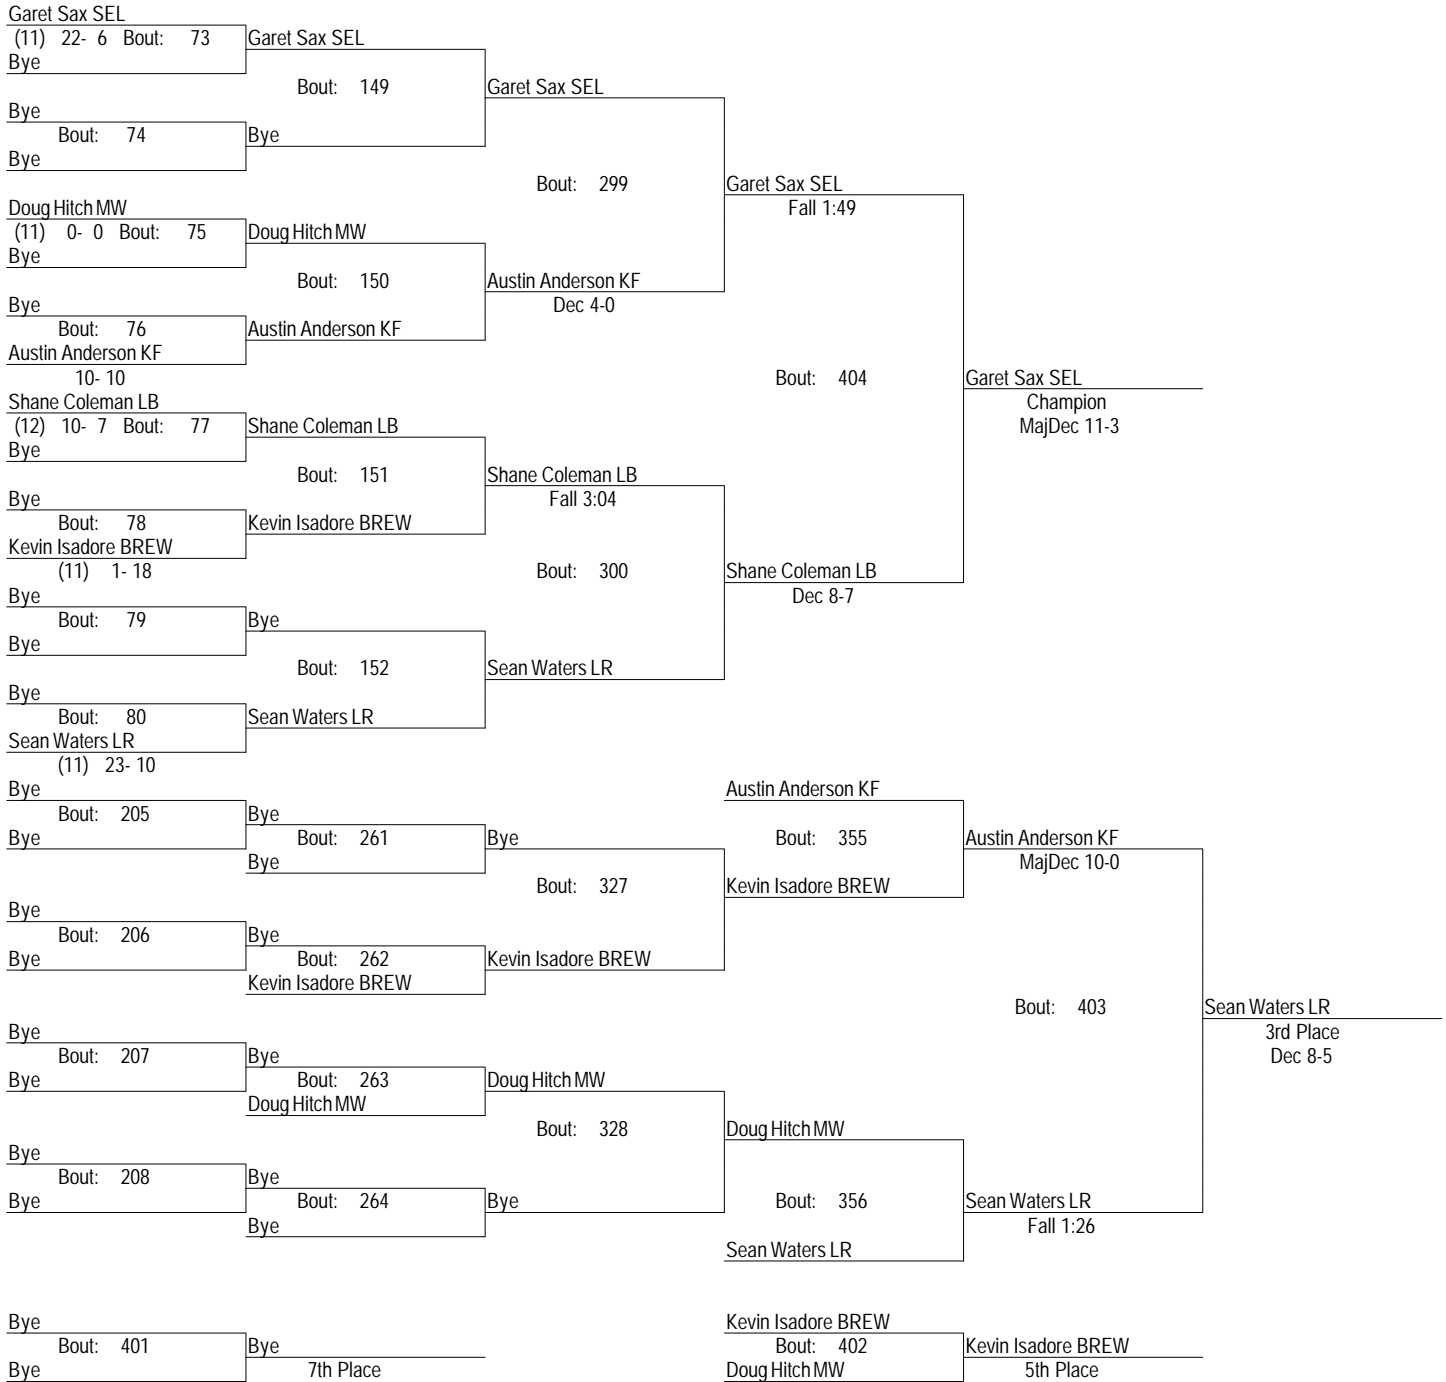 Garet Sax SEL
(11) 22- 6 Bout: 73 Garet Sax SEL
Bye
Bout: 149 Garet Sax SEL
Bye
Bout: 74 Bye
Bye
Bout: 299 Garet Sax SEL
Doug Hitch MW Fall 1:49
(11) 0- 0 Bout: 75 Doug Hitch MW
Bye
Bout: 150 Austin Anderson KF
Bye Dec 4-0
Bout: 76 Austin Anderson KF
Austin Anderson KF
10- 10 Bout: 404 Garet Sax SEL
Shane Coleman LB Champion
(12) 10- 7 Bout: 77 Shane Coleman LB MajDec 11-3
Bye
Bout: 151 Shane Coleman LB
Bye Fall 3:04
Bout: 78 Kevin Isadore BREW
Kevin Isadore BREW
(11) 1- 18 Bout: 300 Shane Coleman LB
Bye Dec 8-7
Bout: 79 Bye
Bye
Bout: 152 Sean Waters LR
Bye
Bout: 80 Sean Waters LR
Sean Waters LR
(11) 23- 10
Bye Austin Anderson KF
Bout: 205 Bye
Bye Bout: 261 Bye Bout: 355 Austin Anderson KF
Bye MajDec 10-0
Bout: 327 Kevin Isadore BREW
Bye
Bout: 206 Bye
Bye Bout: 262 Kevin Isadore BREW
Kevin Isadore BREW
Bout: 403 Sean Waters LR
Bye 3rd Place
Bout: 207 Bye Dec 8-5
Bye Bout: 263 Doug Hitch MW
Doug Hitch MW
Bout: 328 Doug Hitch MW
Bye
Bout: 208 Bye
Bye Bout: 264 Bye Bout: 356 Sean Waters LR
Bye Fall 1:26
Sean Waters LR
Bye Kevin Isadore BREW
Bout: 401 Bye Bout: 402 Kevin Isadore BREW
Bye 7th Place Doug Hitch MW 5th Place